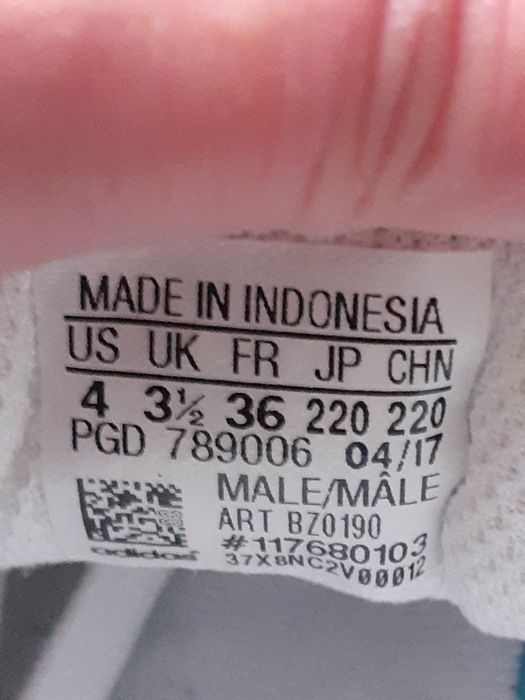 MADE IN INDONESIA
US UK FR JP CHN
4 3½ 36 220 220
PGD 789006 04/17
MALE/MÂLE
ART BZ0190
#117680103
adidas 37X8NC2V00012